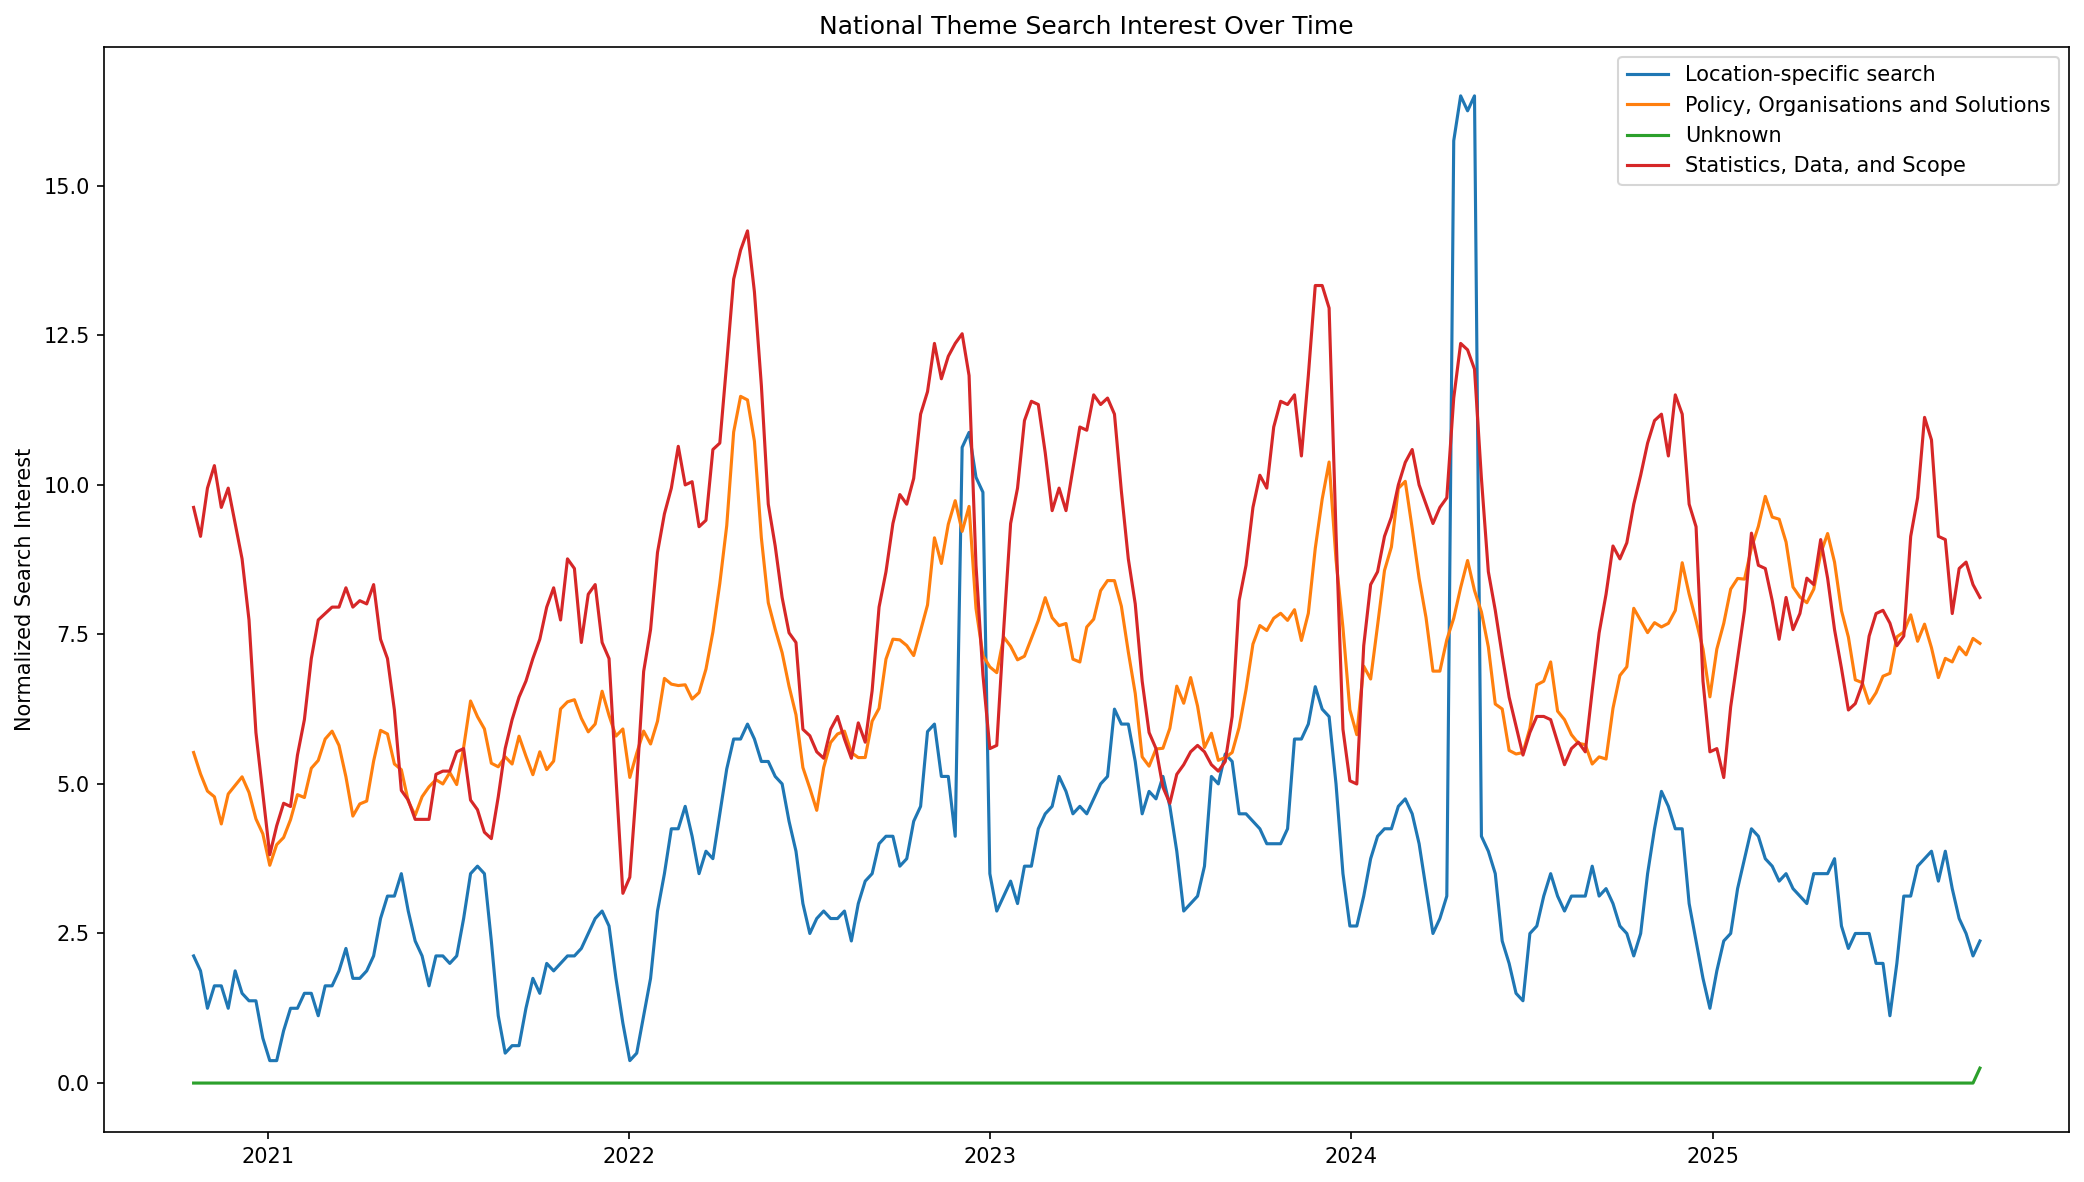 National Theme Search Interest Over Time
Location-specific search
Policy, Organisations and Solutions
Unknown
Statistics, Data, and Scope
Normalized Search Interest
15.0
12.5
10.0
7.5
5.0
2.5
0.0
2021
2022
2023
2024
2025